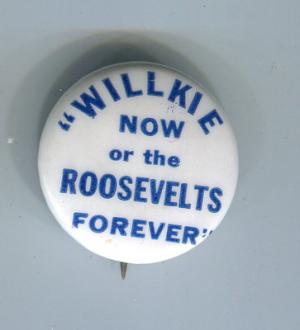 "WILLKIE
NOW
or the
ROOSEVELTS
FOREVER"